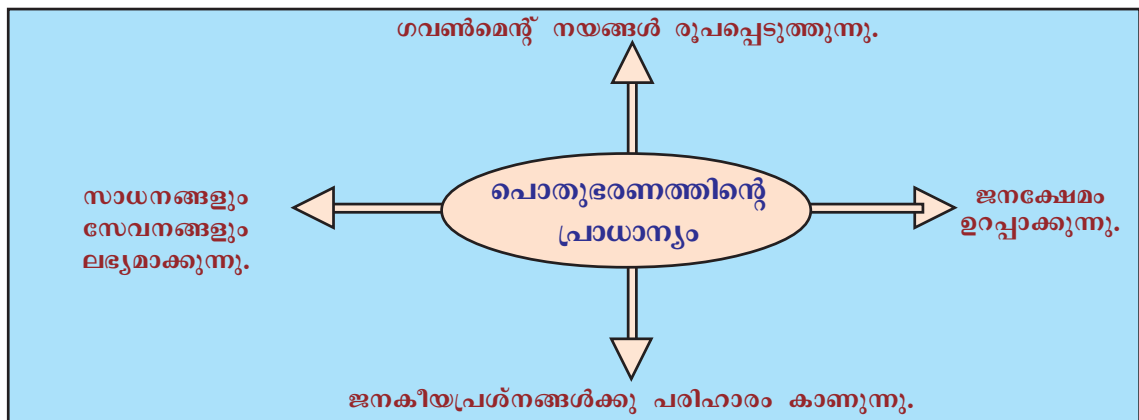 ഗവൺമെന്റ് നയങ്ങൾ രൂപപ്പെടുത്തുന്നു.
സാധനങ്ങളും
സേവനങ്ങളും
ലഭ്യമാക്കുന്നു.
പൊതുഭരണത്തിന്റെ
പ്രാധാന്യം
ജനക്ഷേമം
ഉറപ്പാക്കുന്നു.
ജനകീയപ്രശ്നങ്ങൾക്കു പരിഹാരം കാണുന്നു.